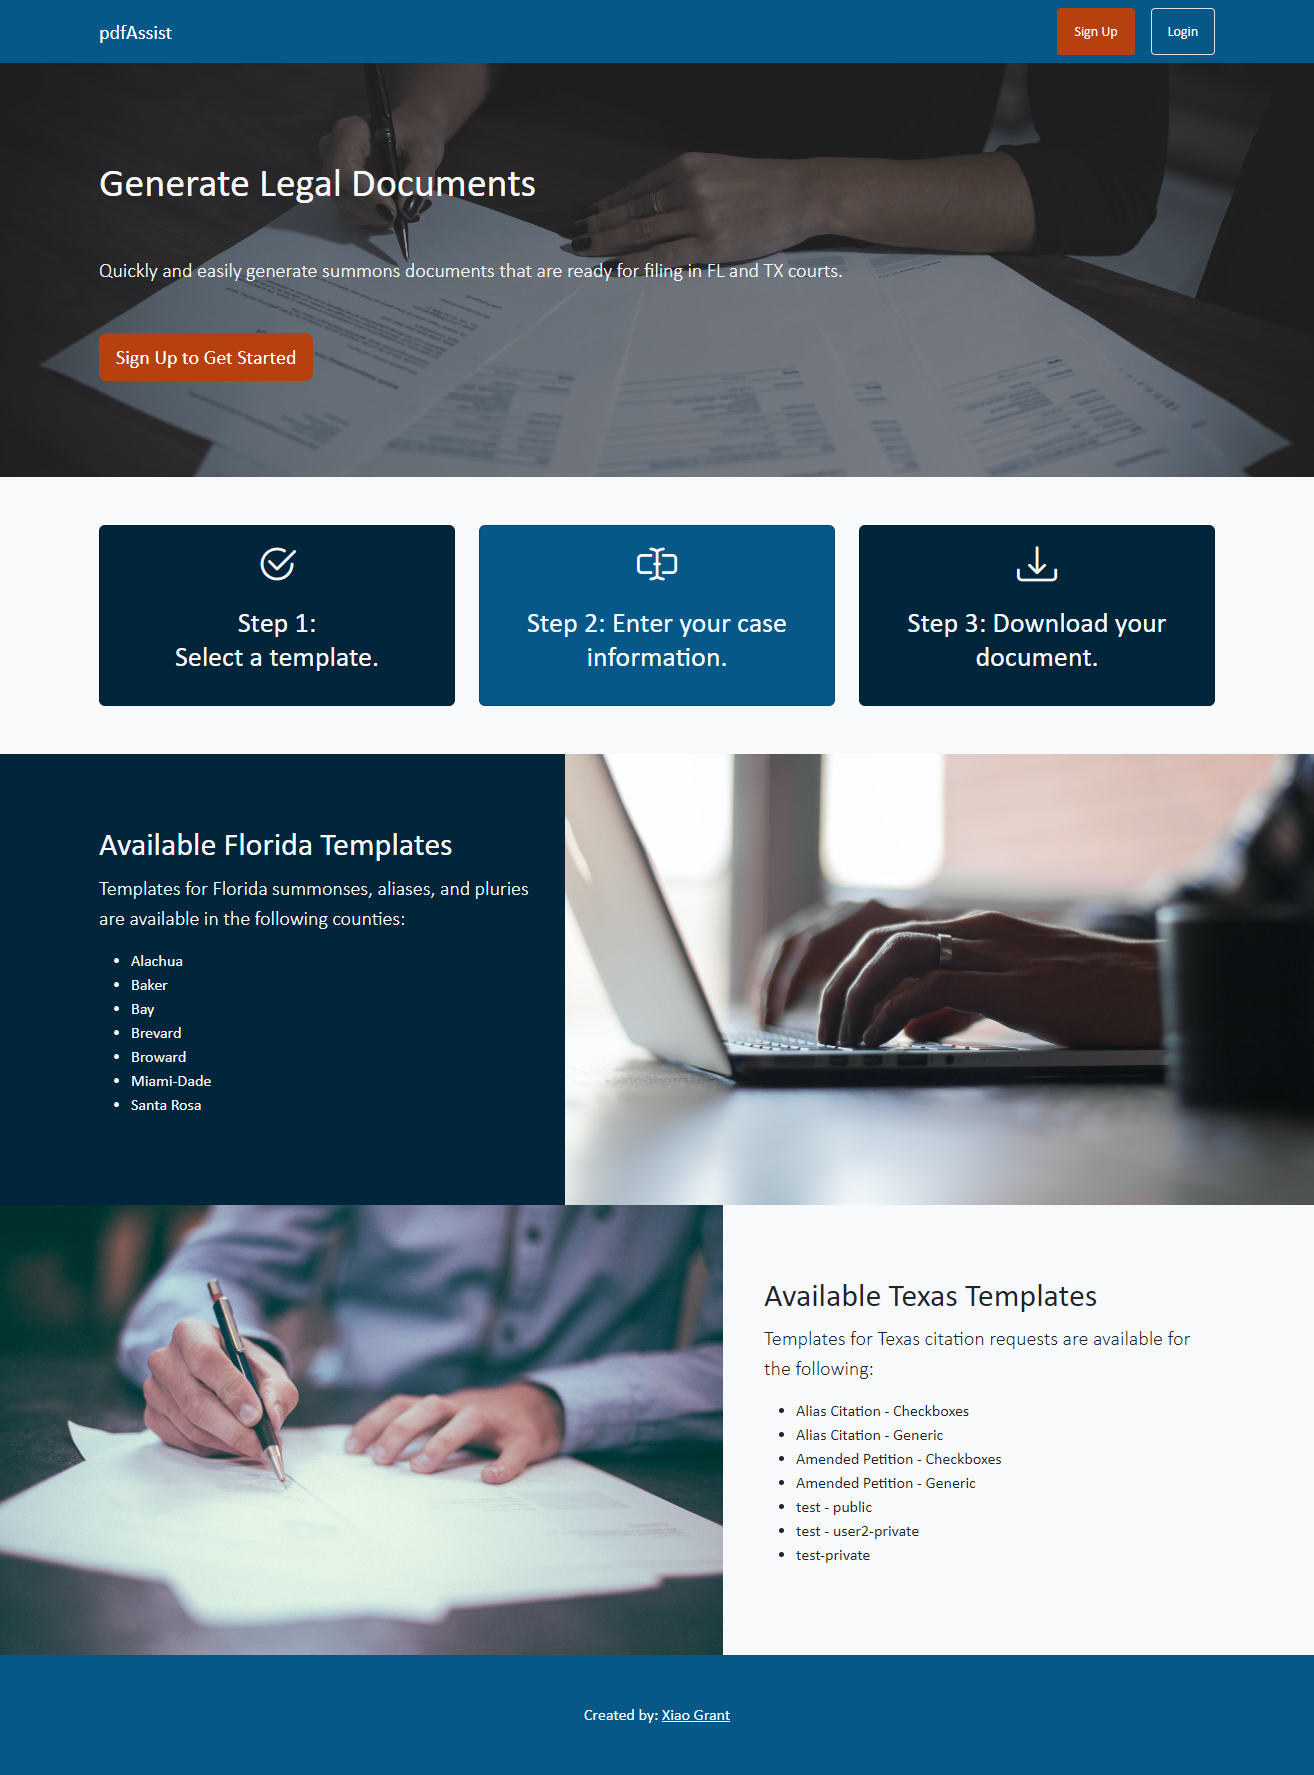 pdfAssist
Sign Up
Login
Generate Legal Documents
Quickly and easily generate summons documents that are ready for filing in FL and TX courts.
Sign Up to Get Started
Step 1:
Select a template.
Step 2: Enter your case
information.
Step 3: Download your
document.
Available Florida Templates
Templates for Florida summonses, aliases, and pluries
are available in the following counties:
Alachua
Baker
Bay
Brevard
Broward
Miami-Dade
Santa Rosa
Available Texas Templates
Templates for Texas citation requests are available for
the following:
Alias Citation - Checkboxes
Alias Citation - Generic
Amended Petition - Checkboxes
Amended Petition - Generic
test - public
test - user2-private
test-private
Created by: Xiao Grant